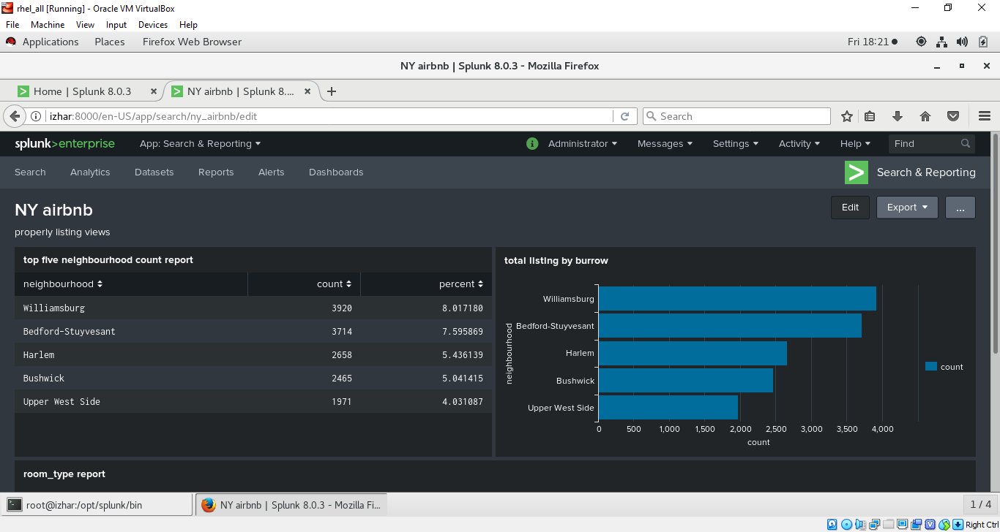 rhel_all [Running] - Oracle VM VirtualBox
File Machine View Input Devices Help
Applications Places Firefox Web Browser Fri 18:21
NY airbnb | Splunk 8.0.3 - Mozilla Firefox
Home | Splunk 8.0.3 NY airbnb | Splunk 8....
izhar:8000/en-US/app/search/ny_airbnb/edit Search
splunk>enterprise App: Search & Reporting Administrator Messages Settings Activity Help Find
Search Analytics Datasets Reports Alerts Dashboards Search & Reporting
NY airbnb Edit Export ...
properly listing views
top five neighbourhood count report
neighbourhood count percent
Williamsburg 3920 8.017180
Bedford-Stuyvesant 3714 7.595869
Harlem 2658 5.436139
Bushwick 2465 5.041415
Upper West Side 1971 4.031087
total listing by burrow
neighbourhood
Williamsburg
Bedford-Stuyvesant
Harlem
Bushwick
Upper West Side
0 500 1,000 1,500 2,000 2,500 3,000 3,500 4,000
count
count
room_type report
root@izhar:/opt/splunk/bin NY airbnb | Splunk 8.0.3 - Mozilla Fi... 1 / 4
Right Ctrl